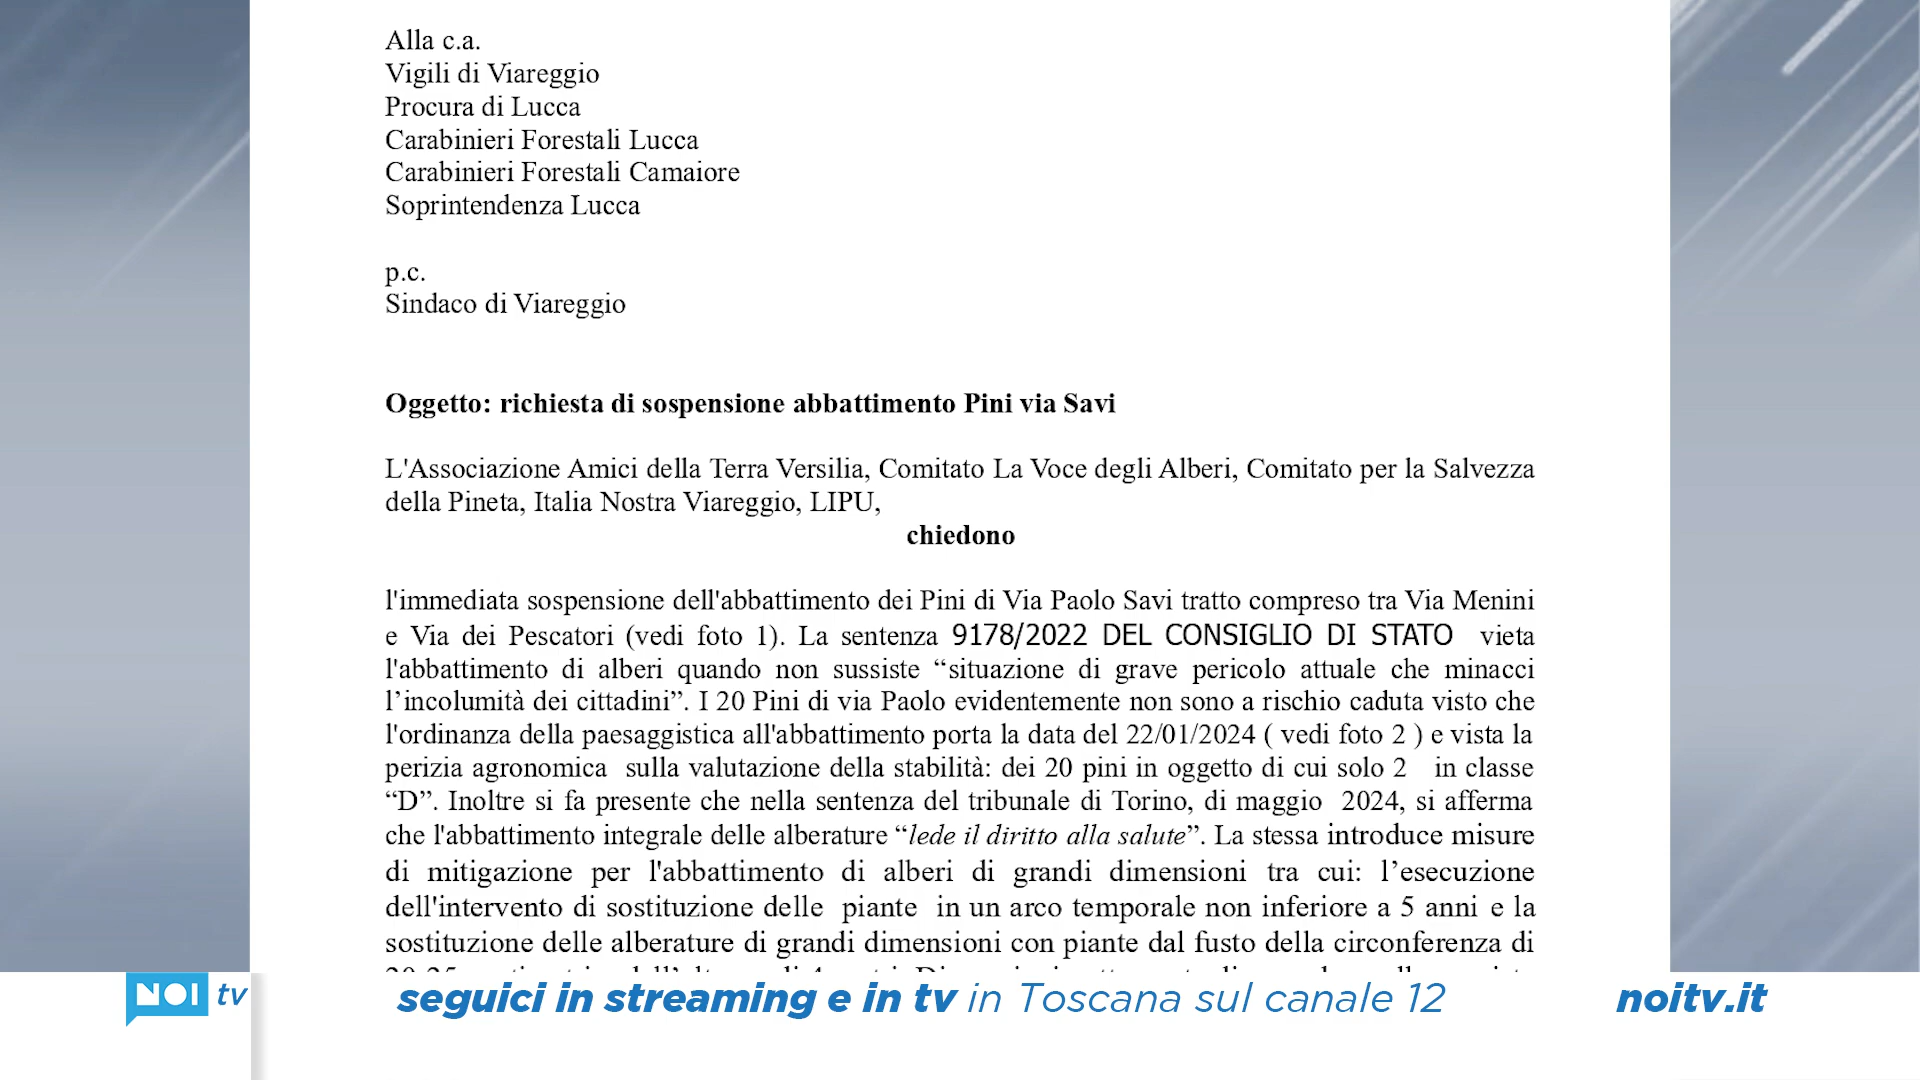 Alla c.a.
Vigili di Viareggio
Procura di Lucca
Carabinieri Forestali Lucca
Carabinieri Forestali Camaiore
Soprintendenza Lucca
p.c.
Sindaco di Viareggio
Oggetto: richiesta di sospensione abbattimento Pini via Savi
L'Associazione Amici della Terra Versilia, Comitato La Voce degli Alberi, Comitato per la Salvezza
della Pineta, Italia Nostra Viareggio, LIPU,
chiedono
l'immediata sospensione dell'abbattimento dei Pini di Via Paolo Savi tratto compreso tra Via Menini
e Via dei Pescatori (vedi foto 1). La sentenza 9178/2022 DEL CONSIGLIO DI STATO vieta
l'abbattimento di alberi quando non sussiste “situazione di grave pericolo attuale che minacci
l’incolumità dei cittadini”. I 20 Pini di via Paolo evidentemente non sono a rischio caduta visto che
l'ordinanza della paesaggistica all'abbattimento porta la data del 22/01/2024 ( vedi foto 2 ) e vista la
perizia agronomica sulla valutazione della stabilità: dei 20 pini in oggetto di cui solo 2 in classe
“D”. Inoltre si fa presente che nella sentenza del tribunale di Torino, di maggio 2024, si afferma
che l'abbattimento integrale delle alberature “lede il diritto alla salute”. La stessa introduce misure
di mitigazione per l'abbattimento di alberi di grandi dimensioni tra cui: l’esecuzione
dell'intervento di sostituzione delle piante in un arco temporale non inferiore a 5 anni e la
sostituzione delle alberature di grandi dimensioni con piante dal fusto della circonferenza di
NOI tv
seguici in streaming e in tv in Toscana sul canale 12
noitv.it